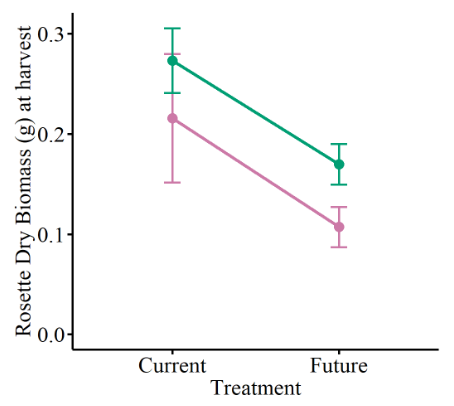 Rosette Dry Biomass (g) at harvest
0.3
0.2
0.1
0.0
Current Future
Treatment